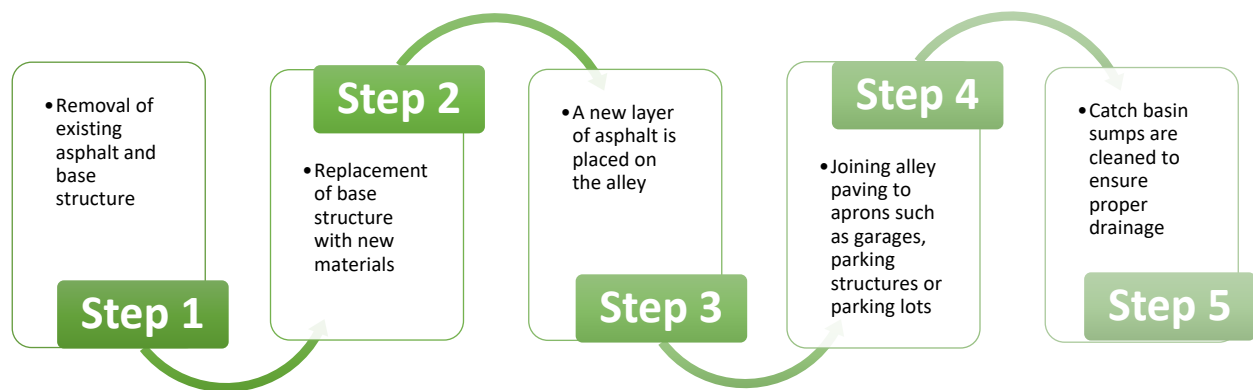 •Removal of
existing
asphalt and
base
structure
Step 1
Step 2
•Replacement
of base
structure
with new
materials
•A new layer
of asphalt is
placed on
the alley
Step 3
Step 4
•Joining alley
paving to
aprons such
as garages,
parking
structures or
parking lots
•Catch basin
sumps are
cleaned to
ensure
proper
drainage
Step 5